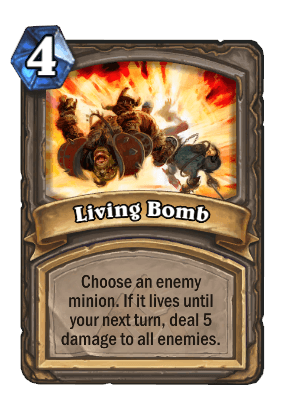 4
Living Bomb
Choose an enemy
minion. If it lives until
your next turn, deal 5
damage to all enemies.